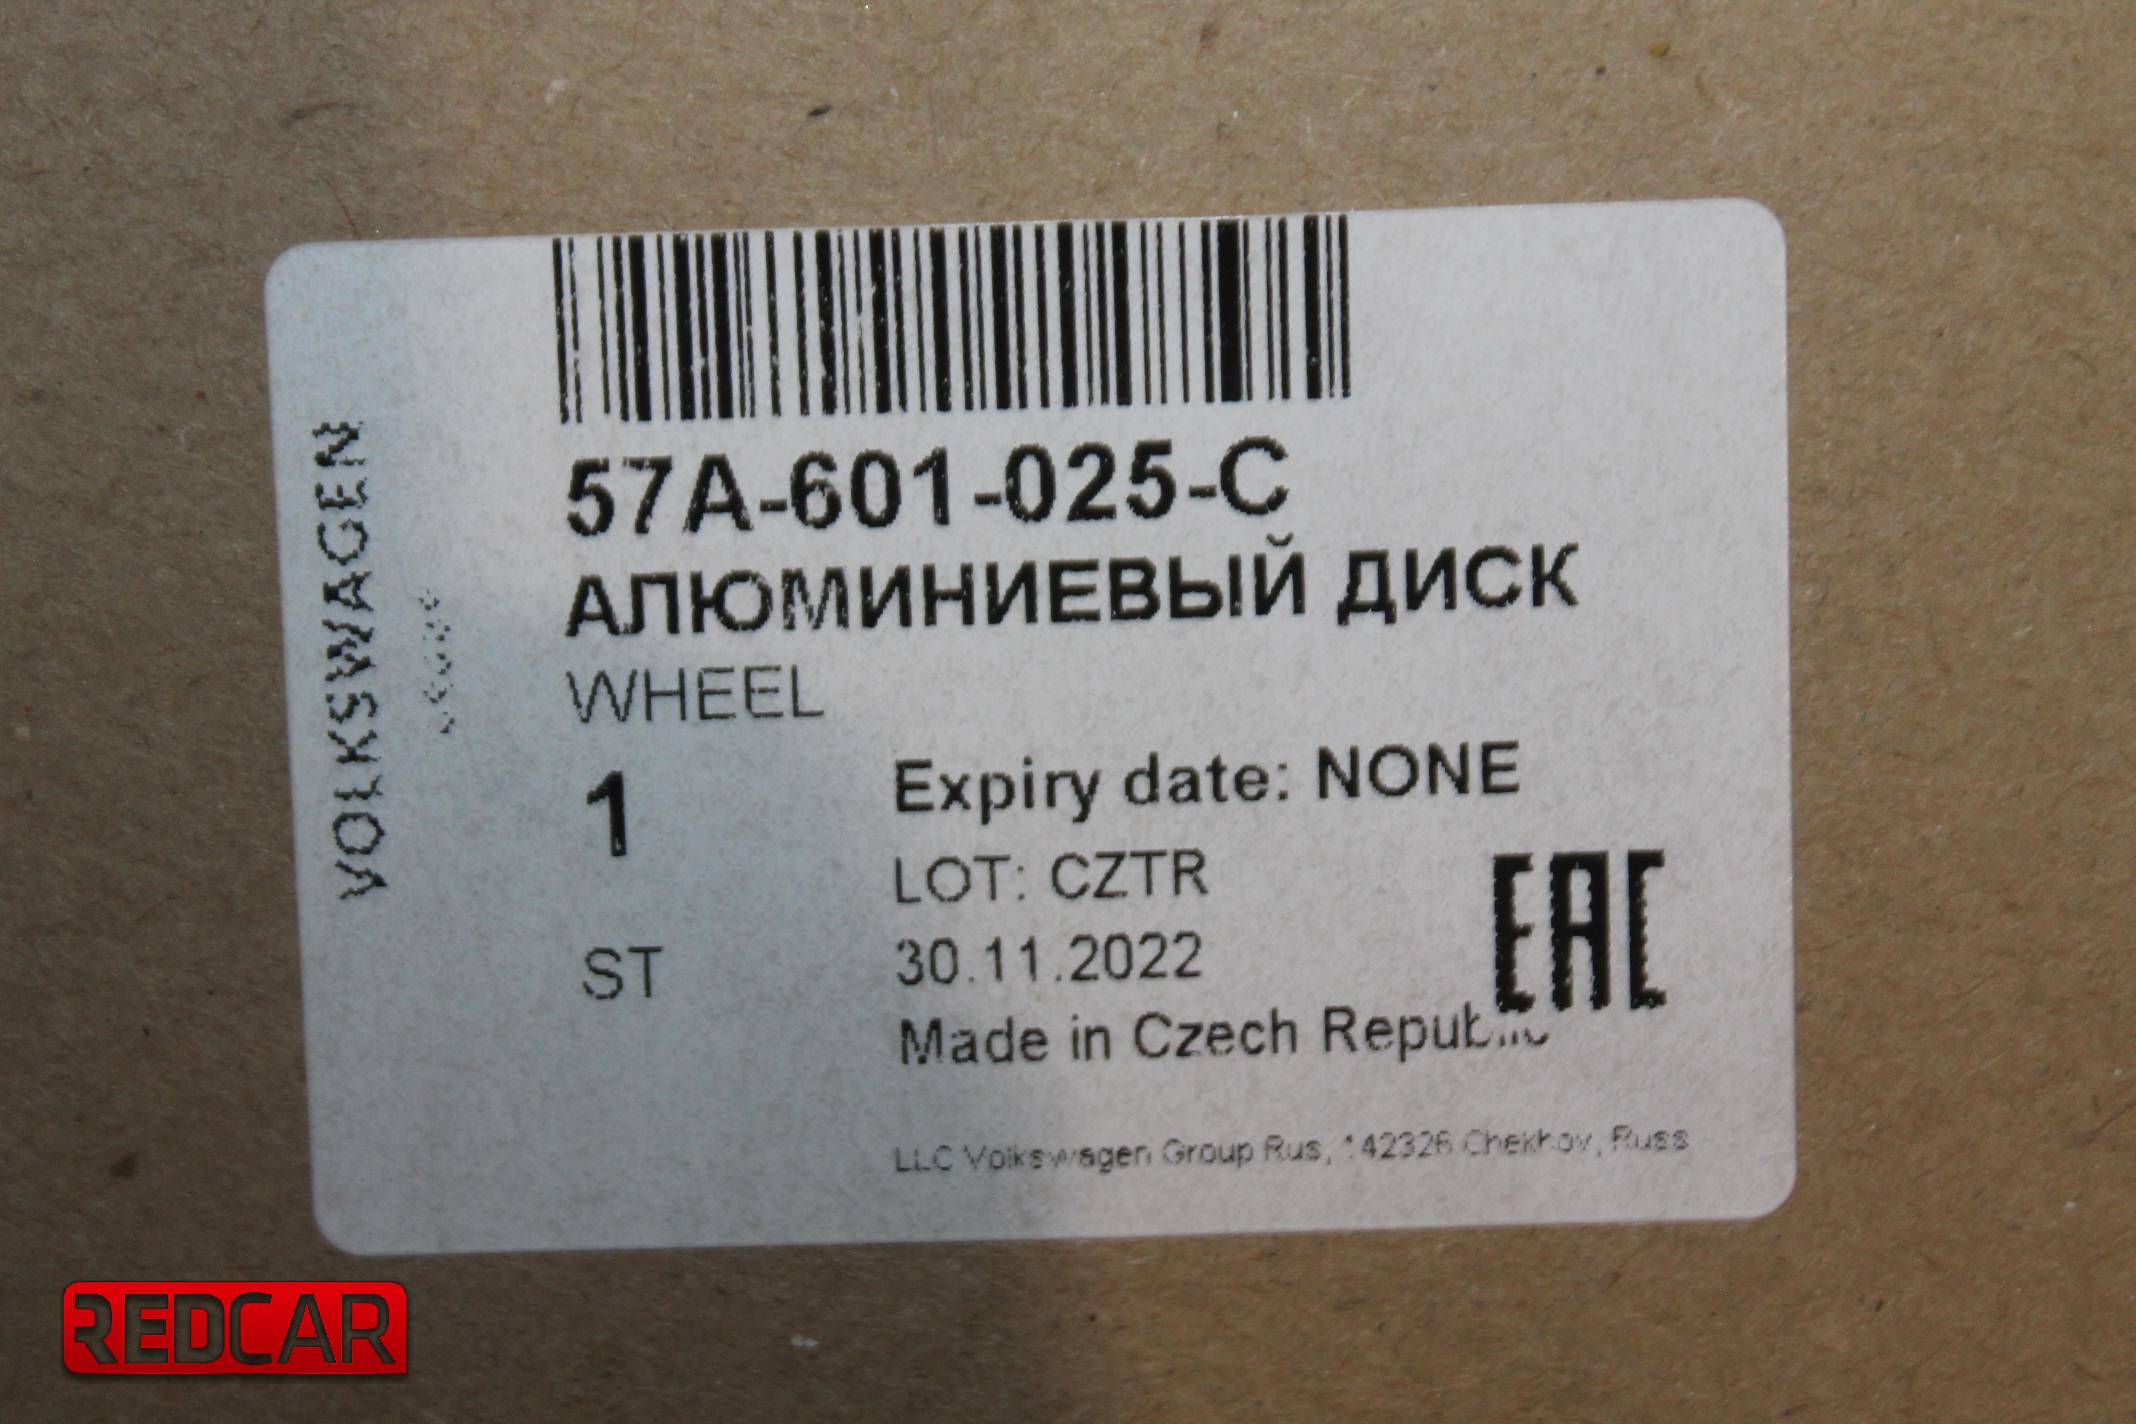 VOLKSWAGEN
57A-601-025-C
АЛЮМИНИЕВЫЙ ДИСК
WHEEL
1
Expiry date: NONE
LOT: CZTR
ST
30.11.2022
EAC
Made in Czech Republic
LLC Volkswagen Group Rus, 142326 Chekhov, Russ
REDCAR